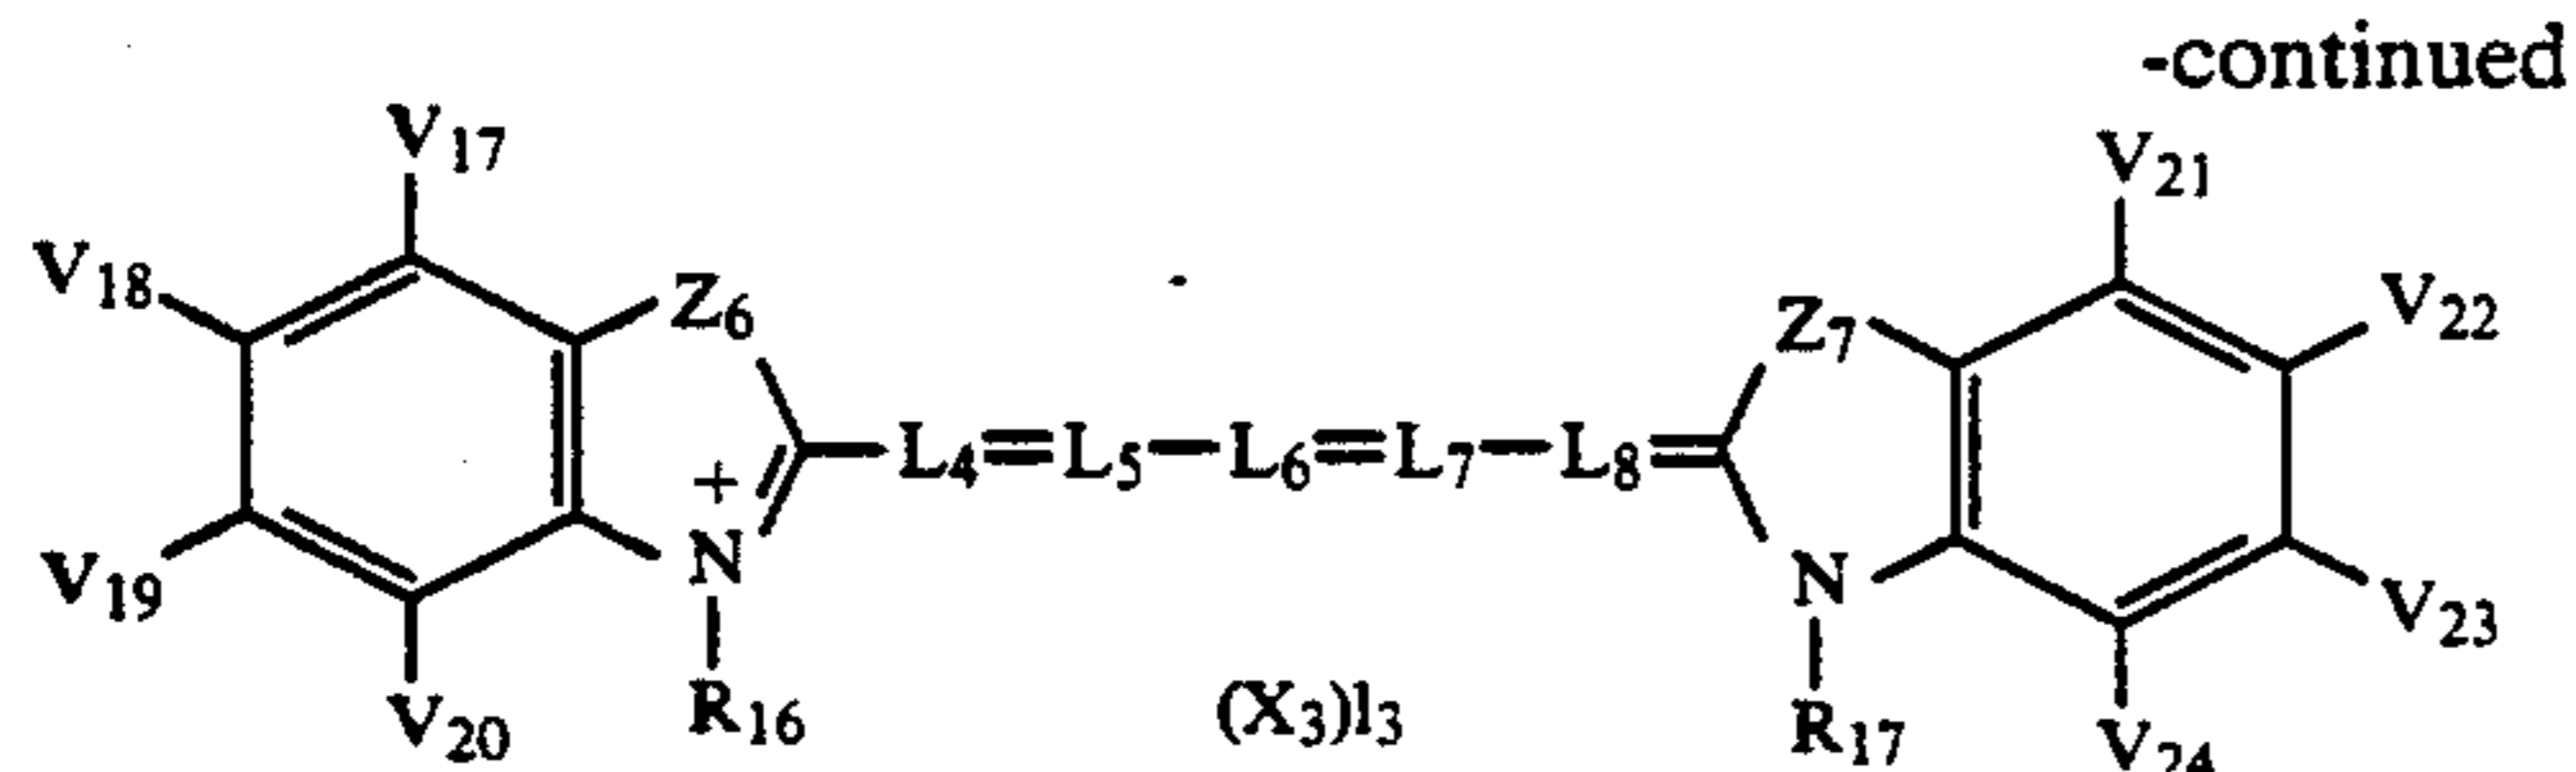 -continued
V17 V21
V18 Z6 Z7 V22
+
L4=L5—L6=L7—L8=
V19 N N V23
V20 R16 (X3)l3 R17 V24